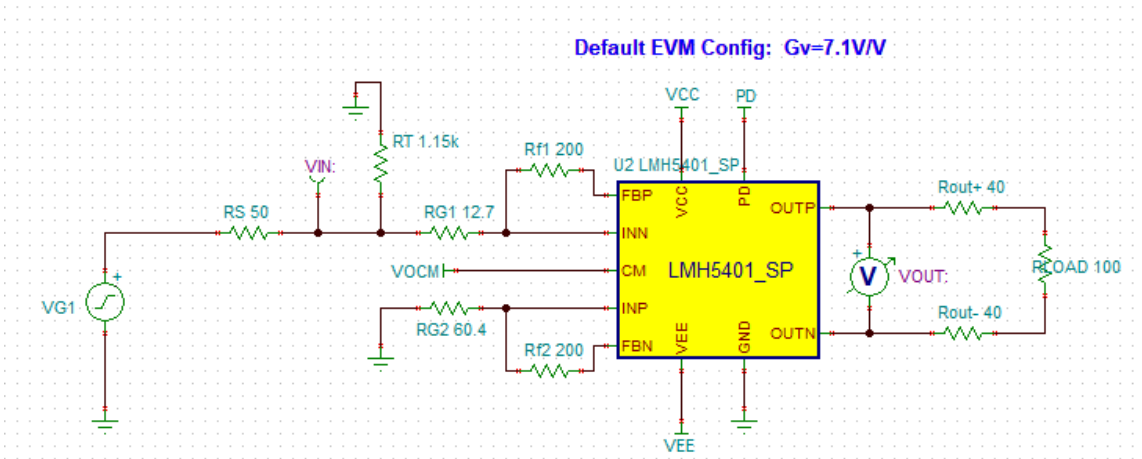 Default EVM Config: Gv=7.1V/V
VCC
PD
RT 1.15k
Rf1 200
U2 LMH5401_SP
VIN:
FBP
VCC
PD
OUTP
Rout+ 40
RS 50
RG1 12.7
INN
VOCM
CM
LMH5401_SP
+
V
VOUT:
RLOAD 100
+
VG1
INP
RG2 60.4
Rf2 200
FBN
VEE
GND
OUTN
Rout- 40
VEE